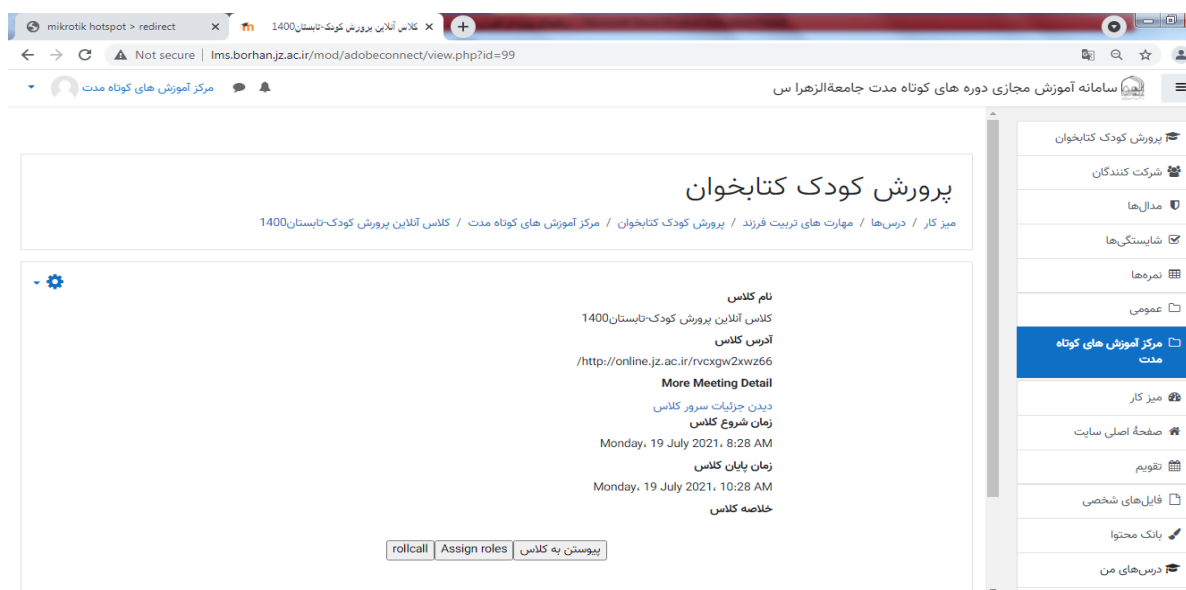 mikrotik hotspot > redirect
کلاس آنلاین پرورش کودک-تابستان1400
Not secure | lms.borhan.jz.ac.ir/mod/adobeconnect/view.php?id=99
سامانه آموزش مجازی دوره های کوتاه مدت جامعةالزهرا س
مرکز آموزش های کوتاه مدت
پرورش کودک کتابخوان
شرکت کنندگان
مدال‌ها
شایستگی‌ها
نمره‌ها
عمومی
مرکز آموزش های کوتاه
مدت
میز کار
صفحهٔ اصلی سایت
تقویم
فایل‌های شخصی
بانک محتوا
درس‌های من
پرورش کودک کتابخوان
میز کار / درس‌ها / مهارت های تربیت فرزند / پرورش کودک کتابخوان / مرکز آموزش های کوتاه مدت / کلاس آنلاین پرورش کودک-تابستان1400
نام کلاس
کلاس آنلاین پرورش کودک-تابستان1400
آدرس کلاس
/http://online.jz.ac.ir/rvcxgw2xwz66
More Meeting Detail
دیدن جزئیات سرور کلاس
زمان شروع کلاس
Monday، 19 July 2021، 8:28 AM
زمان پایان کلاس
Monday، 19 July 2021، 10:28 AM
خلاصه کلاس
پیوستن به کلاس Assign roles rollcall